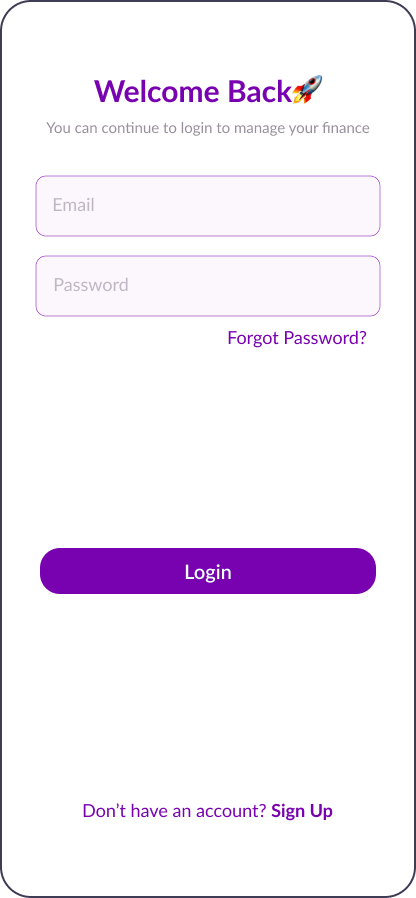 Welcome Back🚀
You can continue to login to manage your finance
Email
Password
Forgot Password?
Login
Don’t have an account? Sign Up